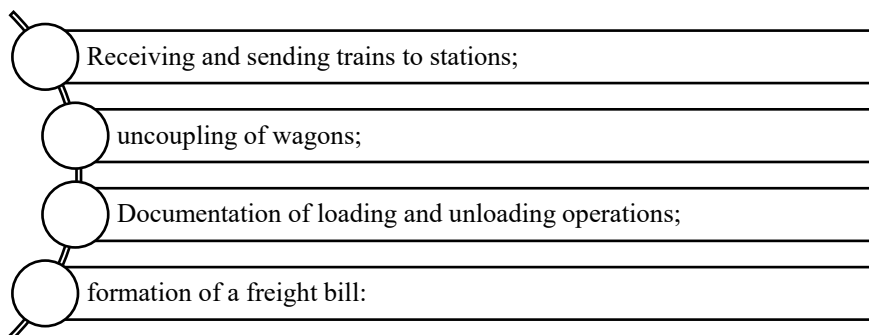 Receiving and sending trains to stations;
uncoupling of wagons;
Documentation of loading and unloading operations;
formation of a freight bill: